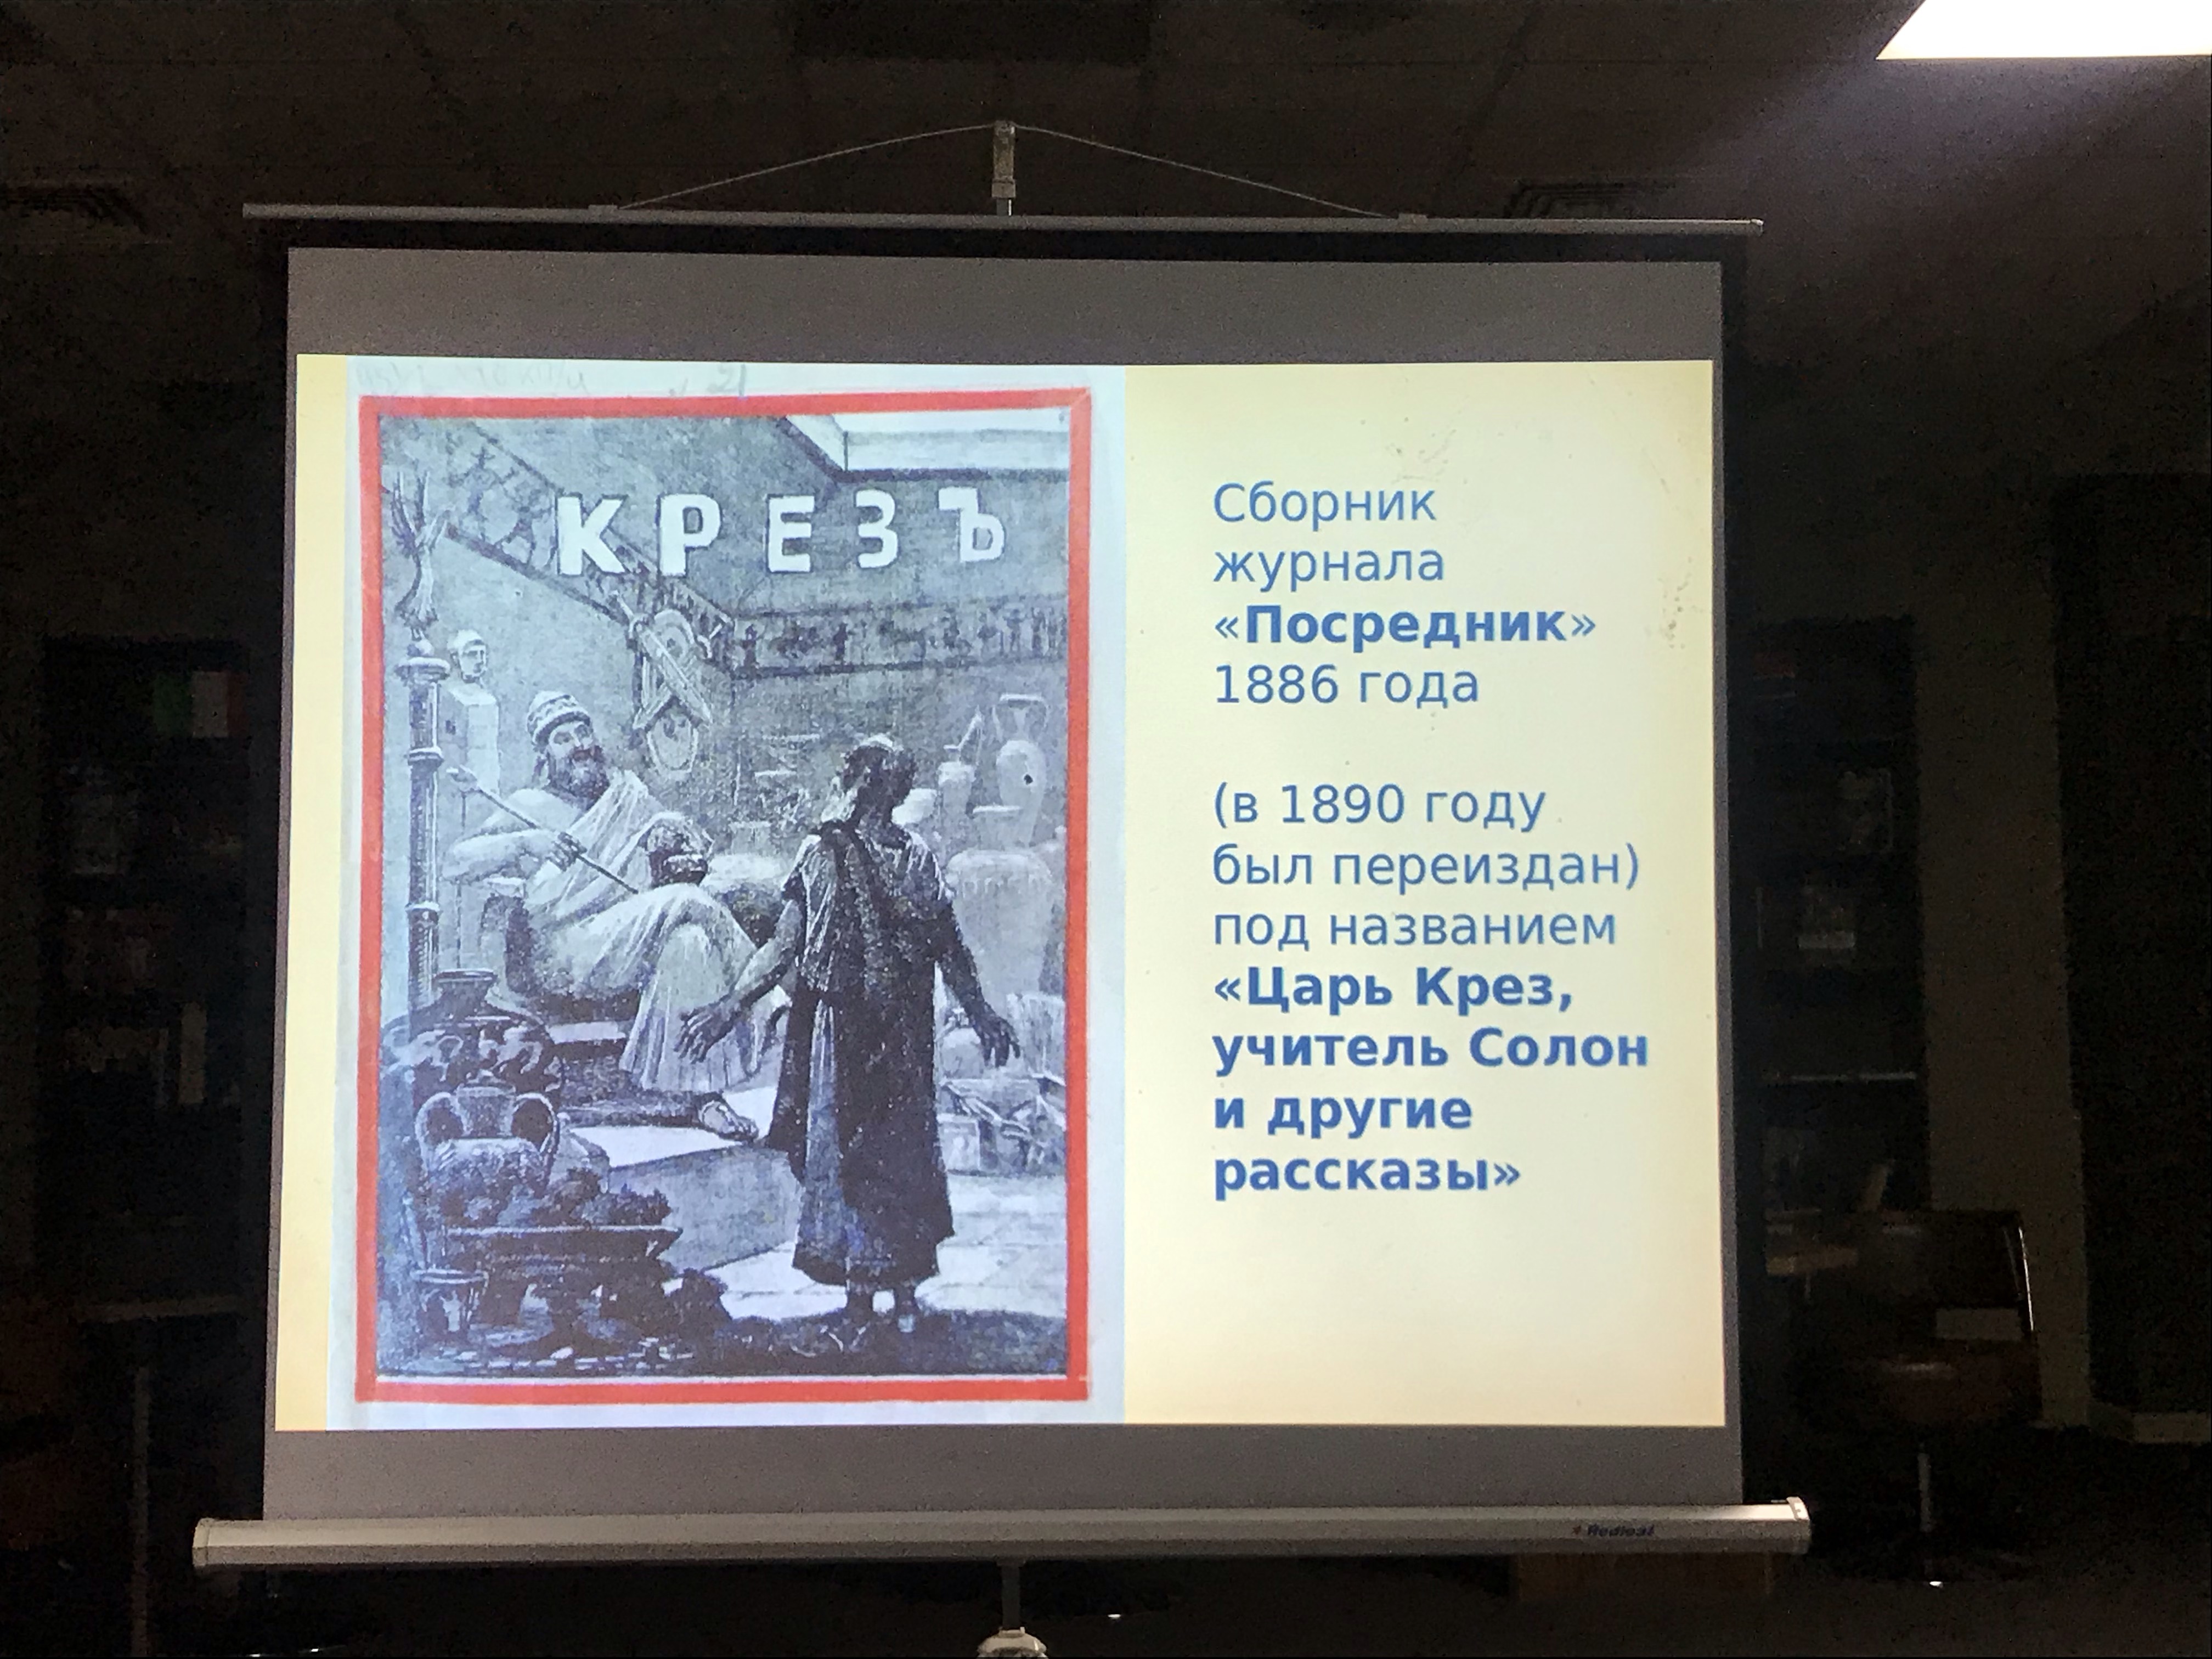 КРЕЗЪ
Сборник
журнала
«Посредник»
1886 года
(в 1890 году
был переиздан)
под названием
«Царь Крез,
учитель Солон
и другие
рассказы»